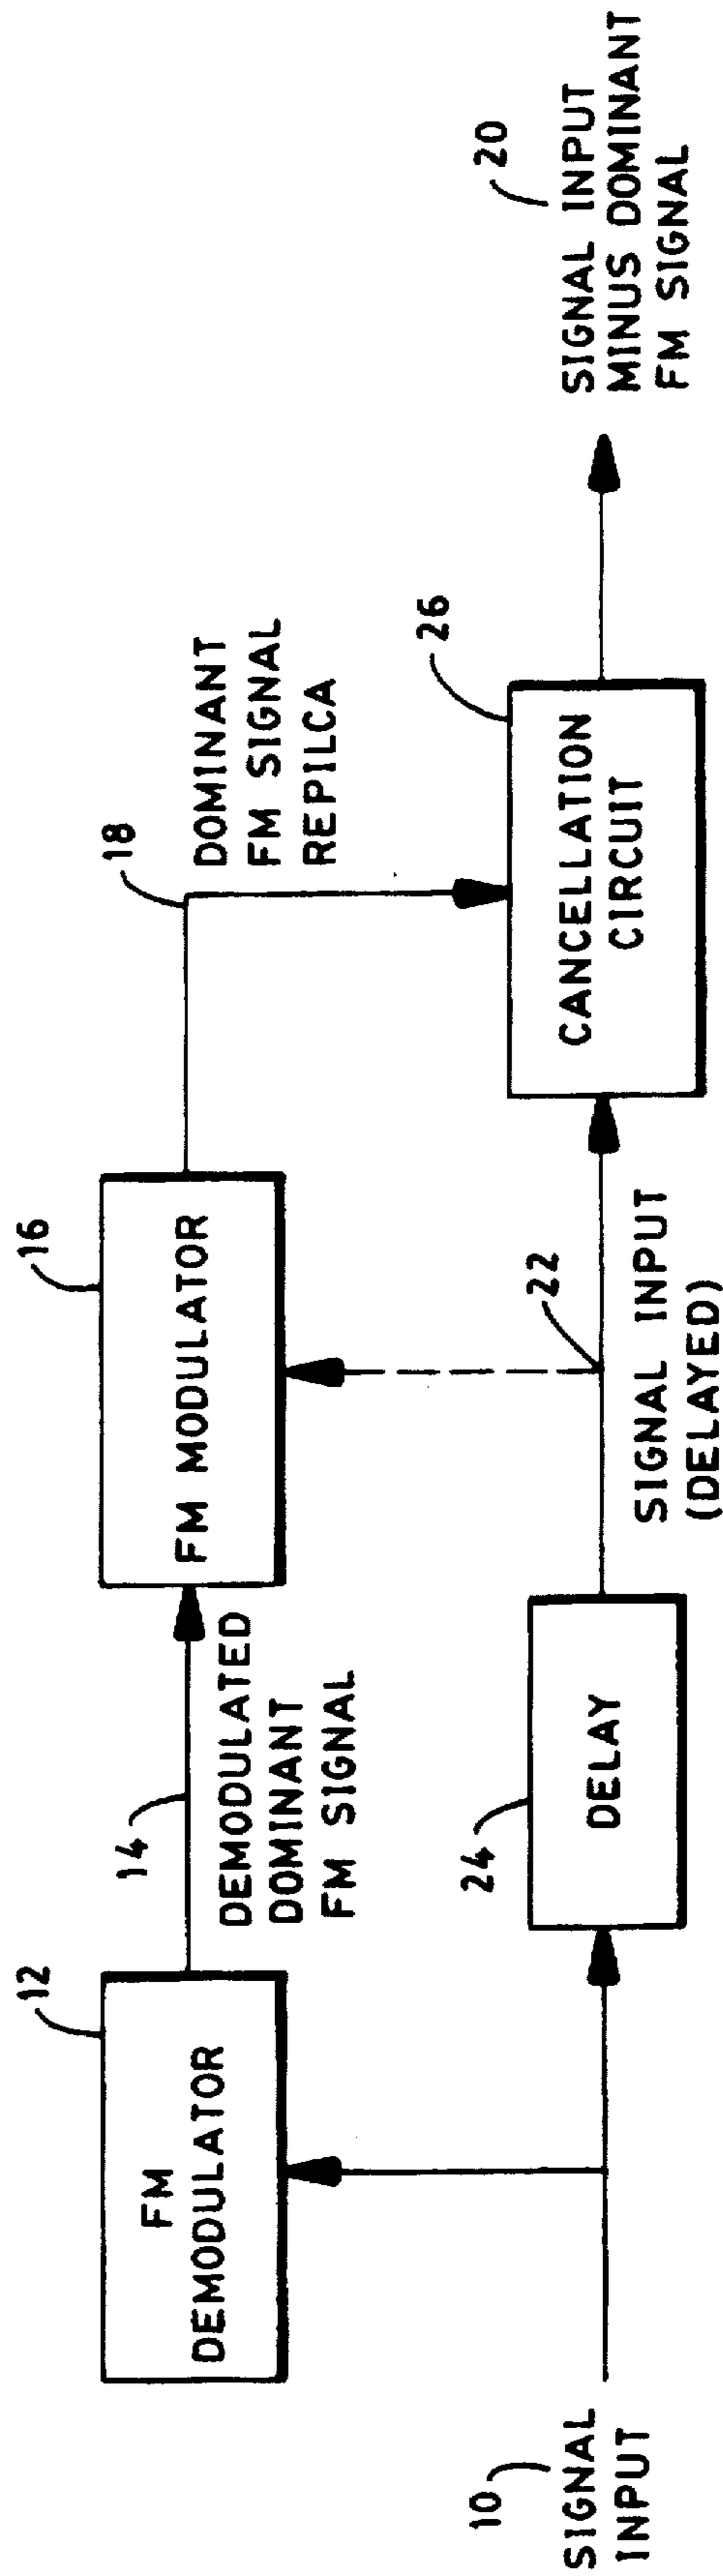 10
SIGNAL
INPUT
12
FM
DEMODULATOR
14
DEMODULATED
DOMINANT
FM SIGNAL
16
FM MODULATOR
18
DOMINANT
FM SIGNAL
REPILCA
24
DELAY
22
SIGNAL INPUT
(DELAYED)
26
CANCELLATION
CIRCUIT
20
SIGNAL INPUT
MINUS DOMINANT
FM SIGNAL